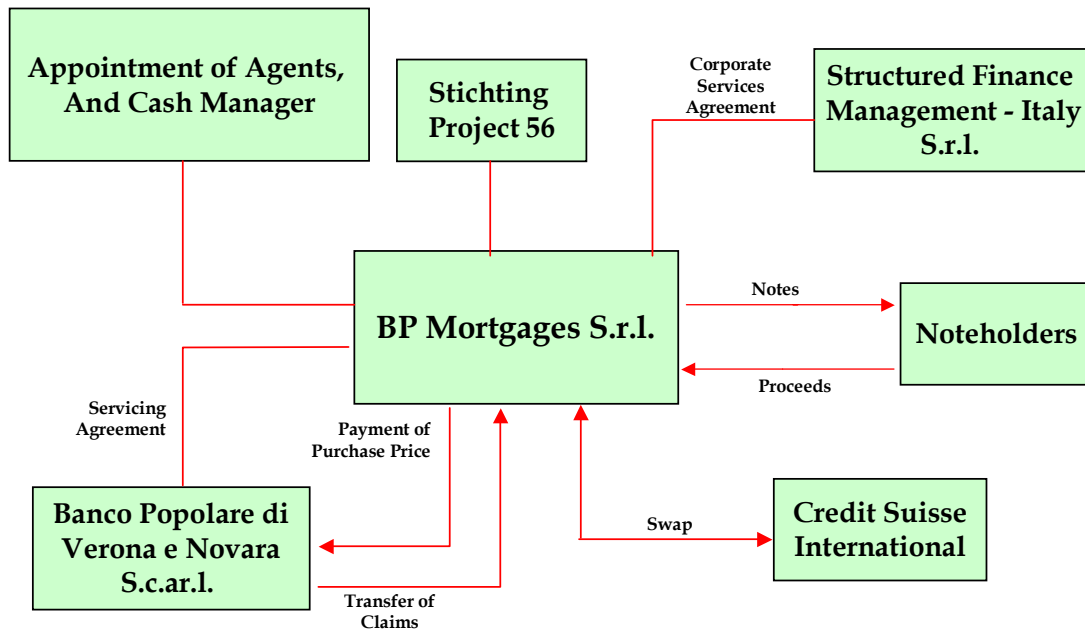 Appointment of Agents,
And Cash Manager
Stichting
Project 56
Corporate
Services
Agreement
Structured Finance
Management - Italy
S.r.l.
BP Mortgages S.r.l.
Notes
Noteholders
Proceeds
Servicing
Agreement
Payment of
Purchase Price
Banco Popolare di
Verona e Novara
S.c.ar.l.
Transfer of
Claims
Swap
Credit Suisse
International